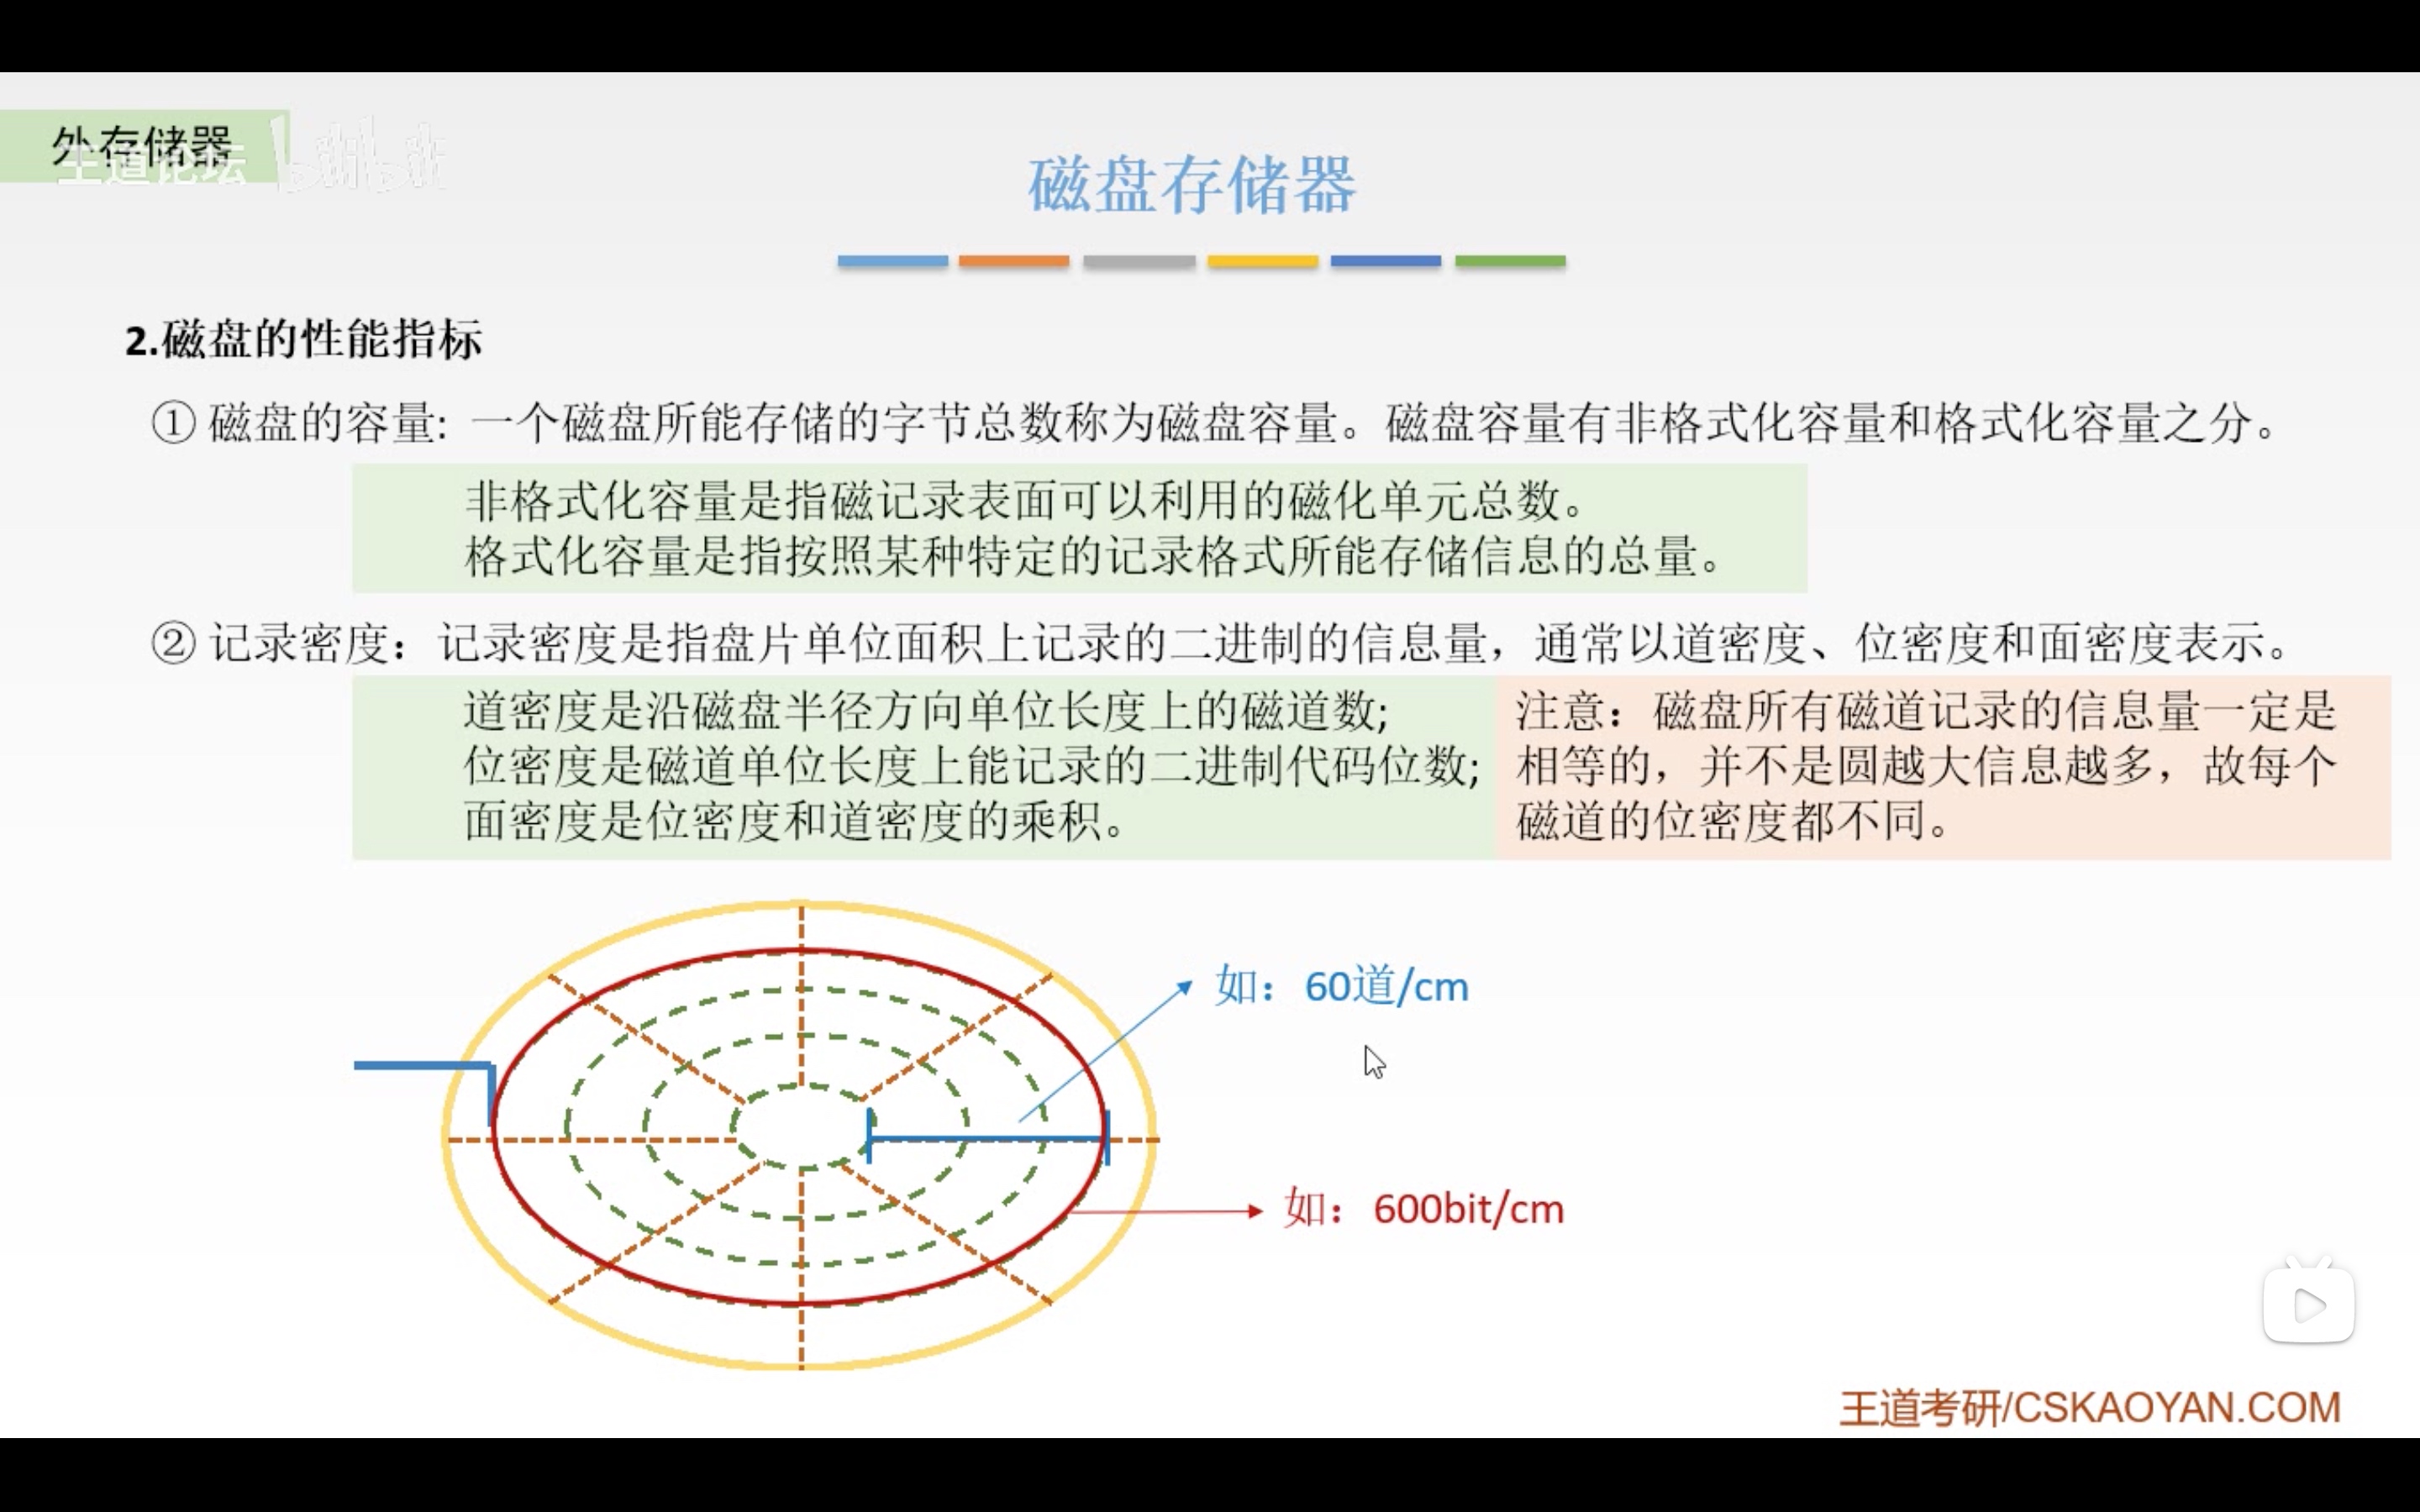 外存储器
王道论坛 bilibili
磁盘存储器
2.磁盘的性能指标
① 磁盘的容量: 一个磁盘所能存储的字节总数称为磁盘容量。磁盘容量有非格式化容量和格式化容量之分。
非格式化容量是指磁记录表面可以利用的磁化单元总数。
格式化容量是指按照某种特定的记录格式所能存储信息的总量。
② 记录密度：记录密度是指盘片单位面积上记录的二进制的信息量，通常以道密度、位密度和面密度表示。
道密度是沿磁盘半径方向单位长度上的磁道数;
位密度是磁道单位长度上能记录的二进制代码位数;
面密度是位密度和道密度的乘积。
注意：磁盘所有磁道记录的信息量一定是
相等的，并不是圆越大信息越多，故每个
磁道的位密度都不同。
如：60道/cm
如：600bit/cm
王道考研/CSKAOYAN.COM